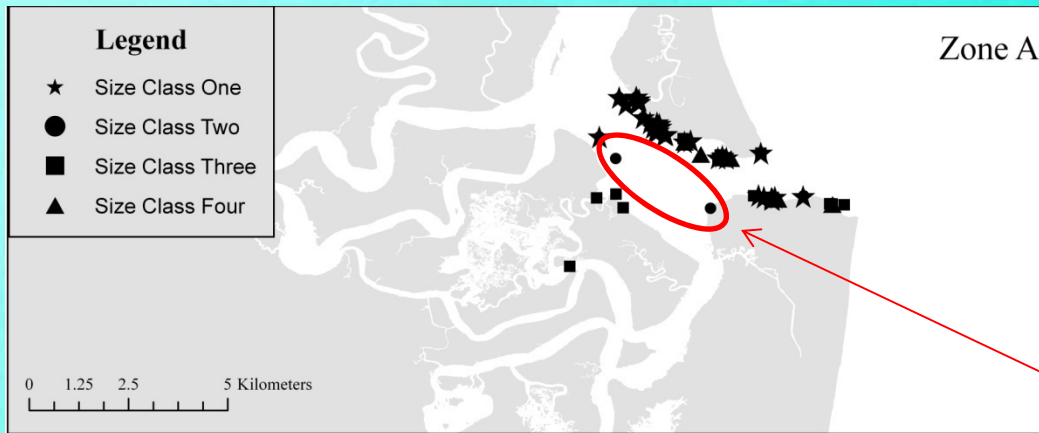 Legend
Size Class One
Size Class Two
Size Class Three
Size Class Four
Zone A
0 1.25 2.5 5 Kilometers